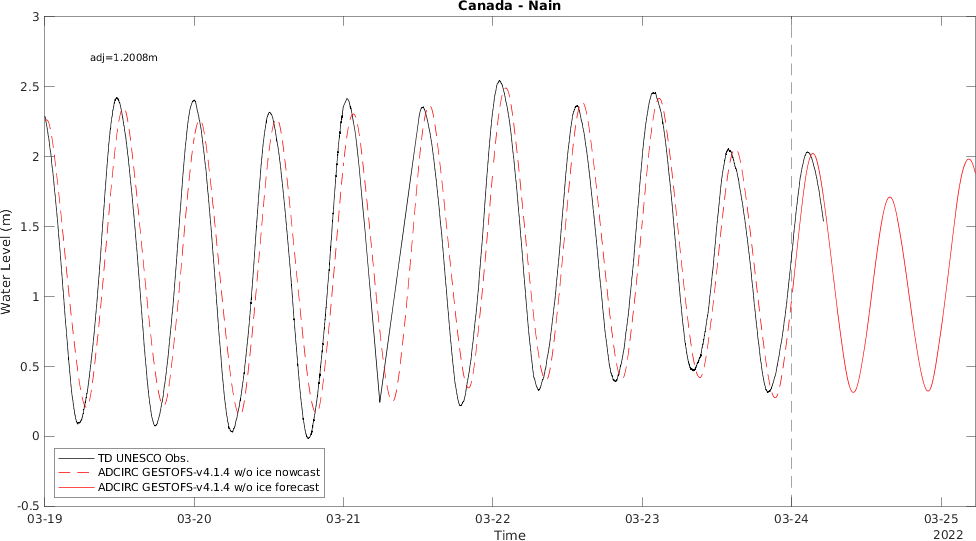 Canada - Nain
3
adj=1.2008m
2.5
2
1.5
Water Level (m)
1
0.5
0
TD UNESCO Obs.
ADCIRC GESTOFS-v4.1.4 w/o ice nowcast
ADCIRC GESTOFS-v4.1.4 w/o ice forecast
-0.5
03-19 03-20 03-21 03-22 03-23 03-24 03-25
Time
2022